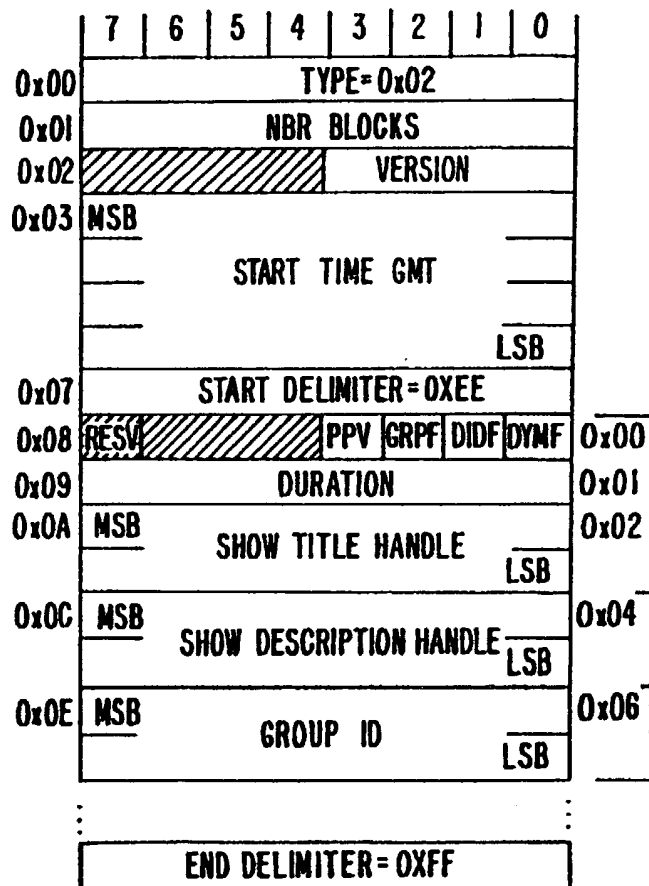 7 6 5 4 3 2 1 0
0x00 TYPE=0x02
0x01 NBR BLOCKS
0x02 VERSION
0x03 MSB
START TIME GMT
LSB
0x07 START DELIMITER=0XEE
0x08 RESV PPV GRPF DIDF DYMF 0x00
0x09 DURATION 0x01
0x0A MSB 0x02
SHOW TITLE HANDLE
LSB
0x0C MSB 0x04
SHOW DESCRIPTION HANDLE
LSB
0x0E MSB 0x06
GROUP ID
LSB
END DELIMITER=0XFF